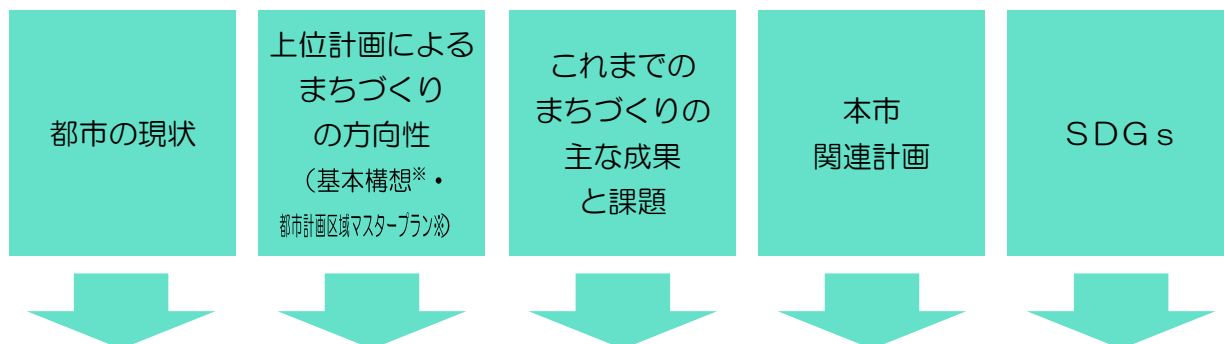 都市の現状
上位計画による
まちづくり
の方向性
（基本構想※・
都市計画区域マスタープラン※）
これまでの
まちづくりの
主な成果
と課題
本市
関連計画
ＳＤＧｓ